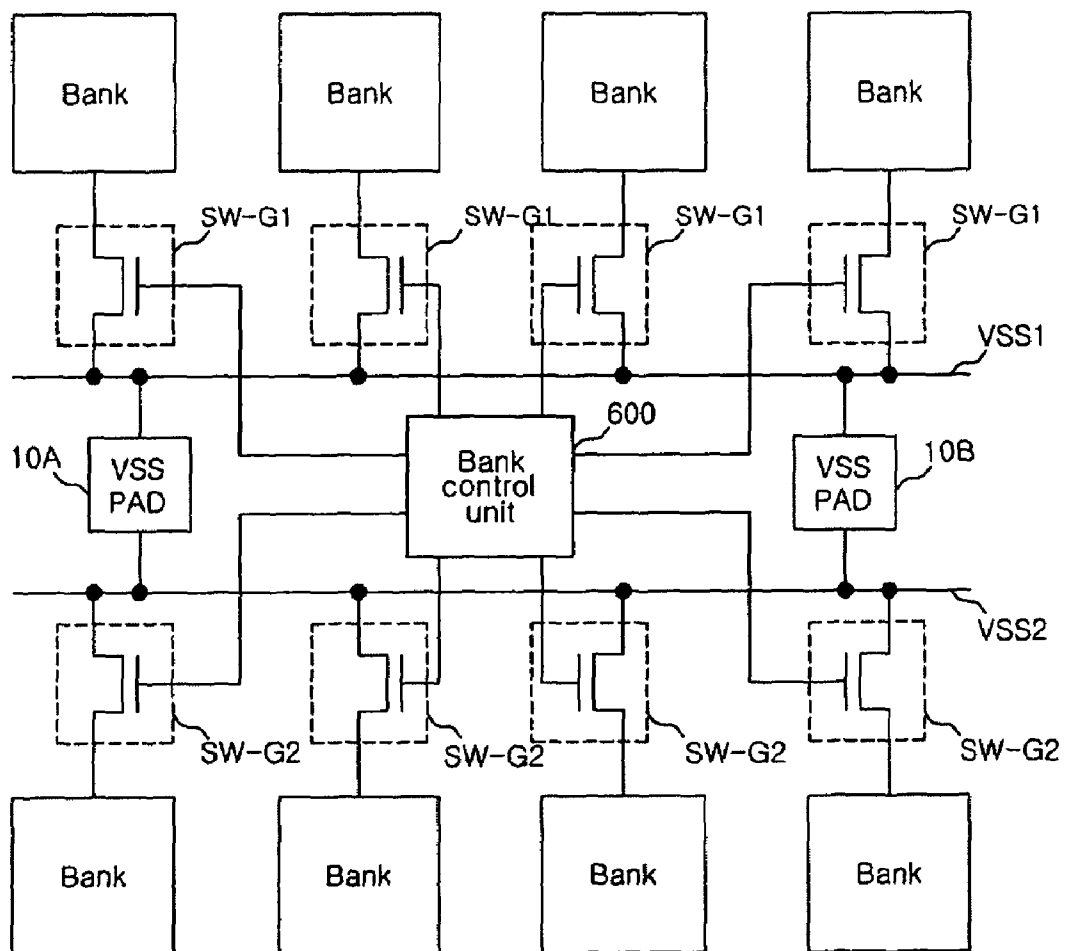 Bank Bank Bank Bank
SW-G1 SW-G1 SW-G1 SW-G1
VSS1
600
10A VSS PAD
Bank control unit
VSS PAD 10B
VSS2
SW-G2 SW-G2 SW-G2 SW-G2
Bank Bank Bank Bank